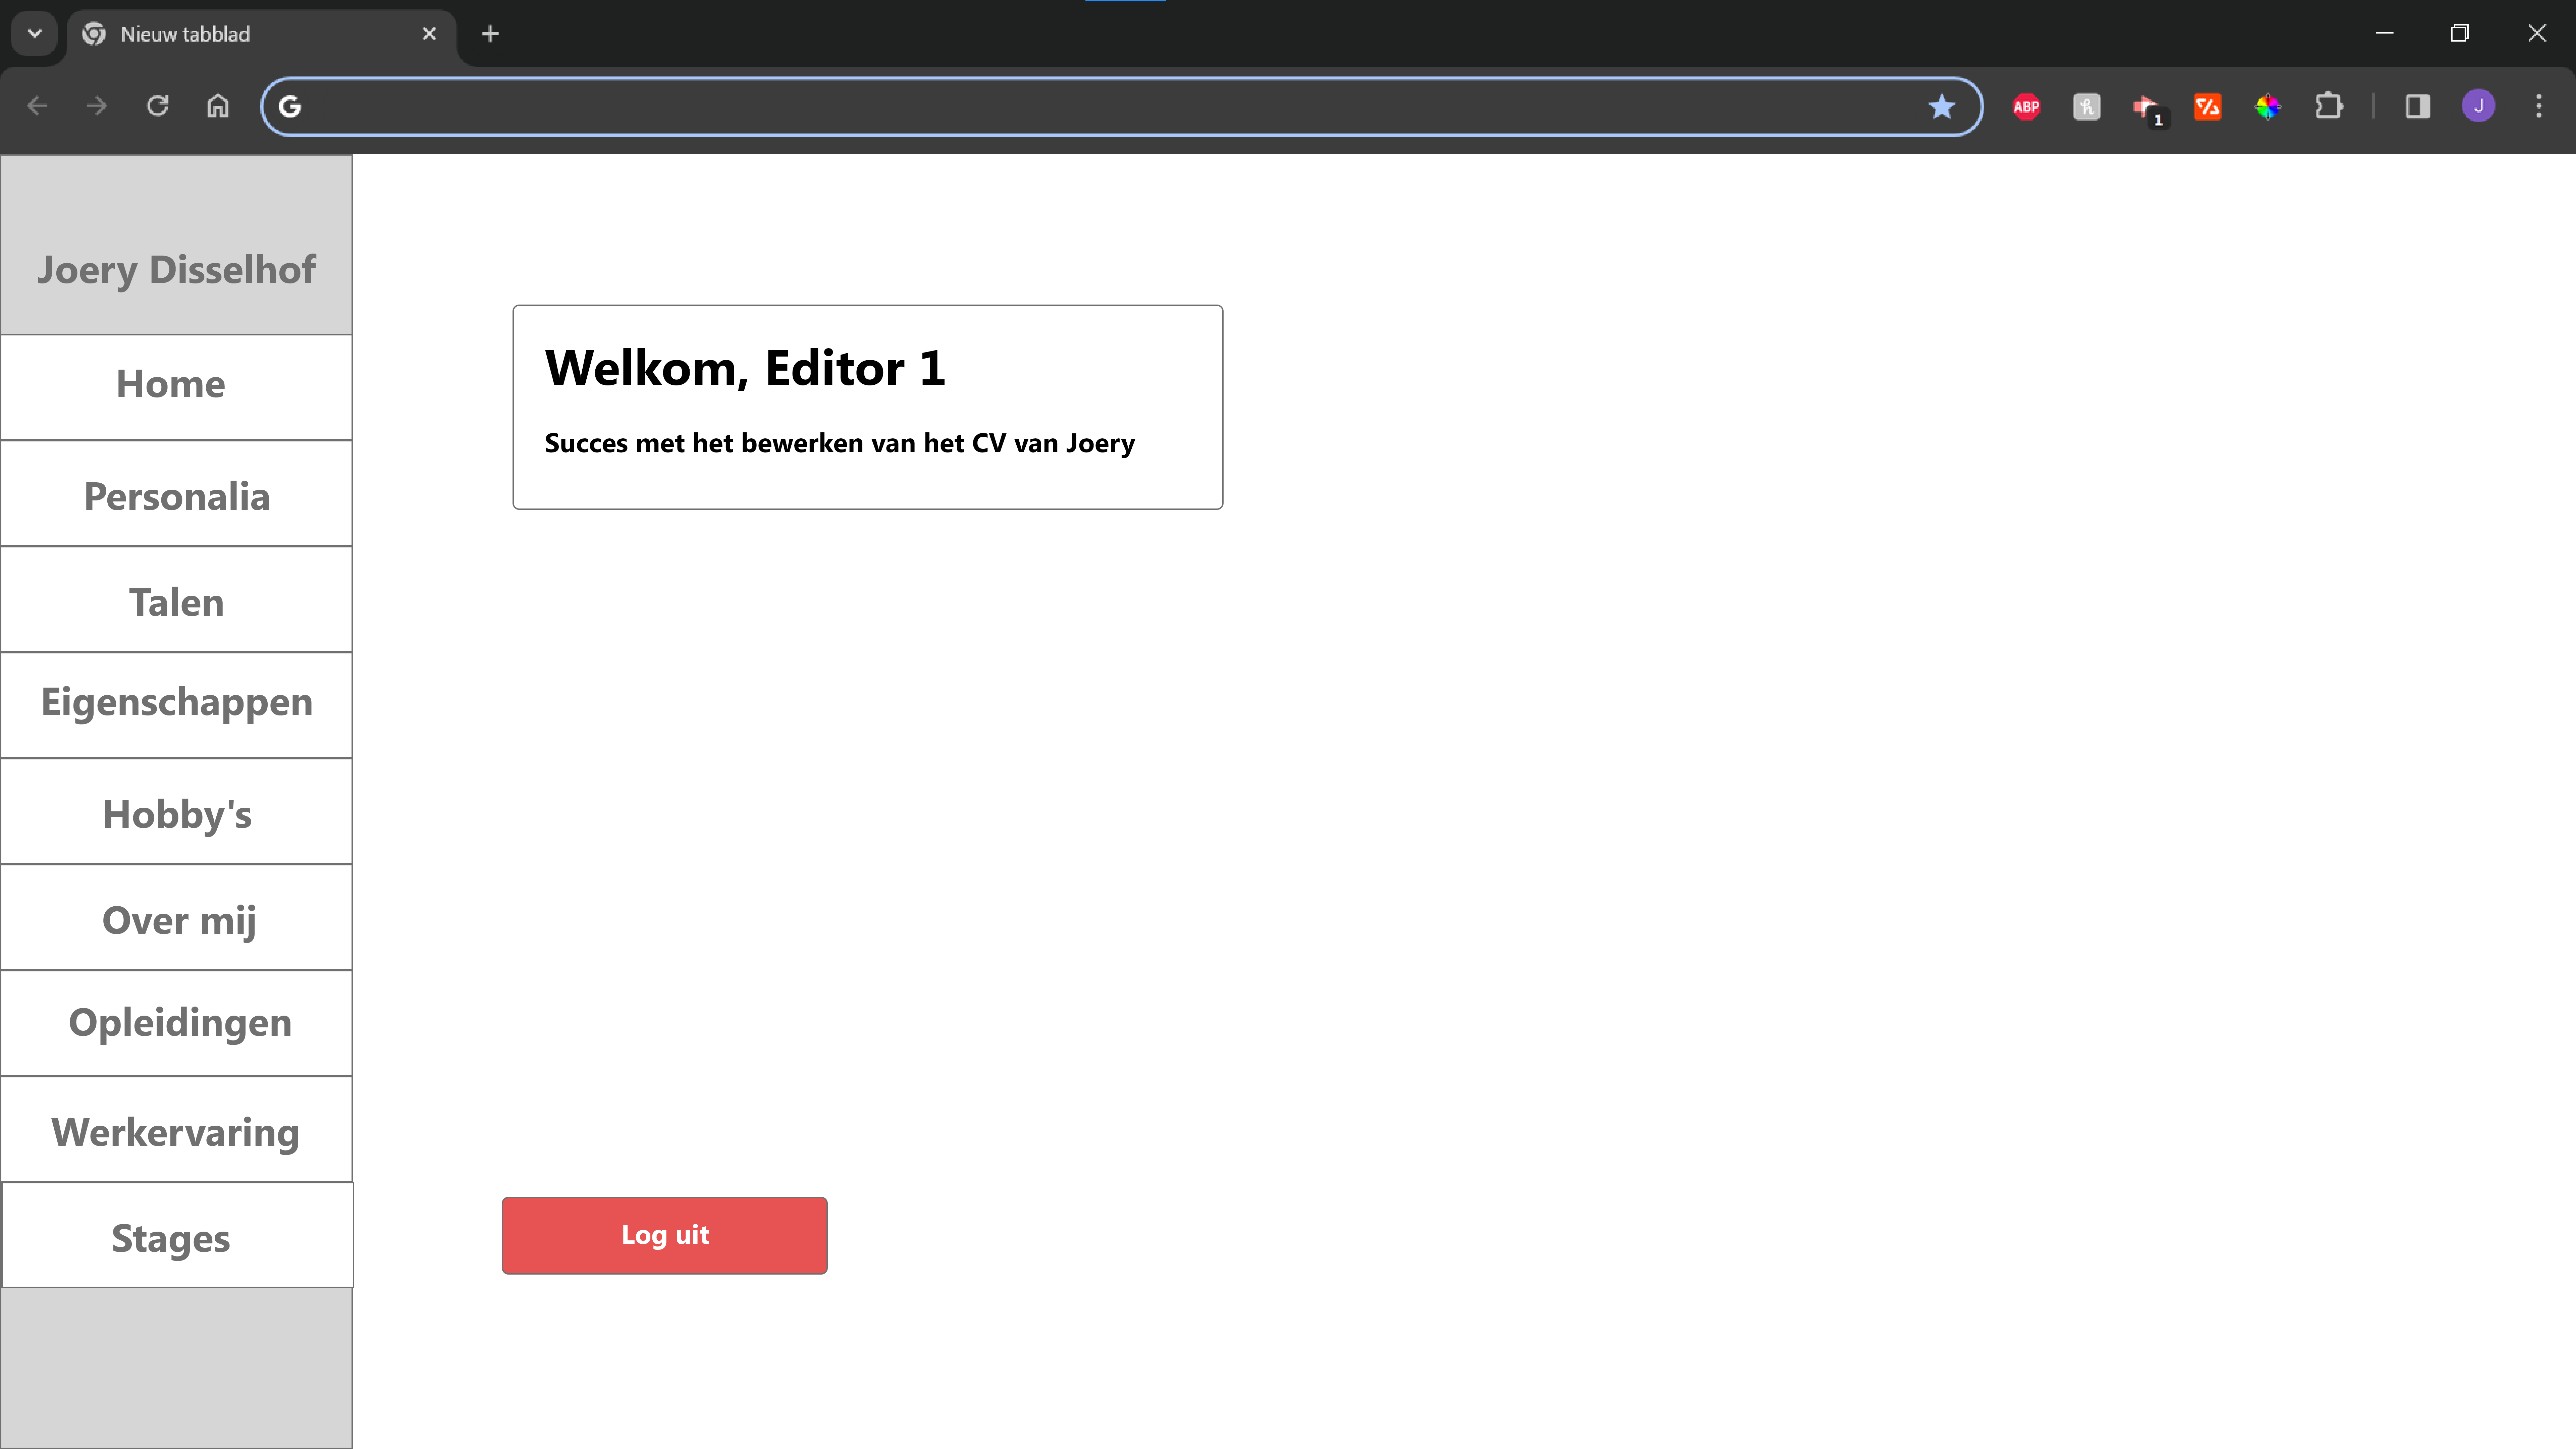 Nieuw tabblad
ABP
1
J
Joery Disselhof
Home
Personalia
Talen
Eigenschappen
Hobby's
Over mij
Opleidingen
Werkervaring
Stages
Welkom, Editor 1
Succes met het bewerken van het CV van Joery
Log uit